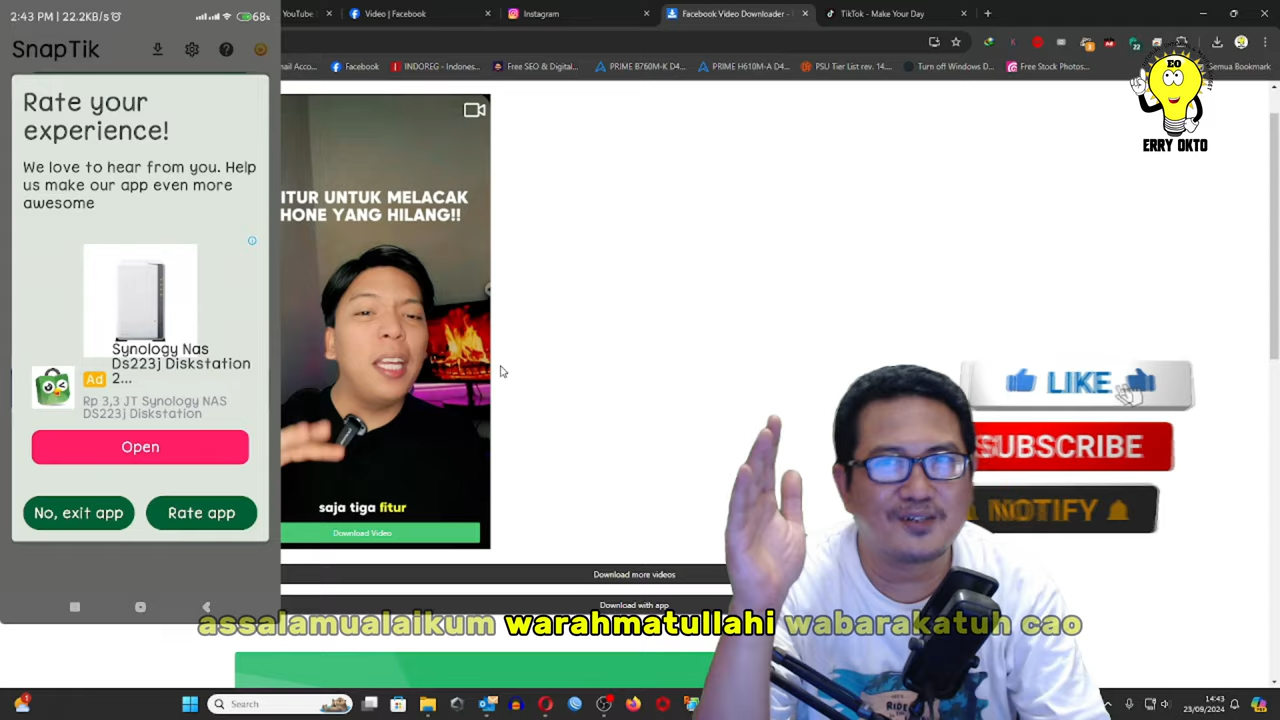 2:43 PM | 22.2KB/s
68%
SnapTik
Rate your
experience!
We love to hear from you. Help
us make our app even more
awesome
Synology Nas
Ds223j Diskstation
2...
Ad
Rp 3,3 JT Synology NAS
DS223j Diskstation
Open
No, exit app
Rate app
YouTube
Video | Facebook
Instagram
Facebook Video Downloader -
TikTok - Make Your Day
ail Acco...
Facebook
INDOREG - Indone...
Free SEO & Digital...
PRIME B760M-K D4...
PRIME H610M-A D4...
PSU Tier List rev. 14....
Turn off Windows D...
Free Stock Photos...
Semua Bookmark
EO
ERRY OKTO
ITUR UNTUK MELACAK
HONE YANG HILANG!!
saja tiga fitur
Download Video
Download more videos
Download with app
LIKE
SUBSCRIBE
NOTIFY
RIDE
assalamualaikum warahmatullahi wabarakatuh cao
Search
14:43
23/09/2024